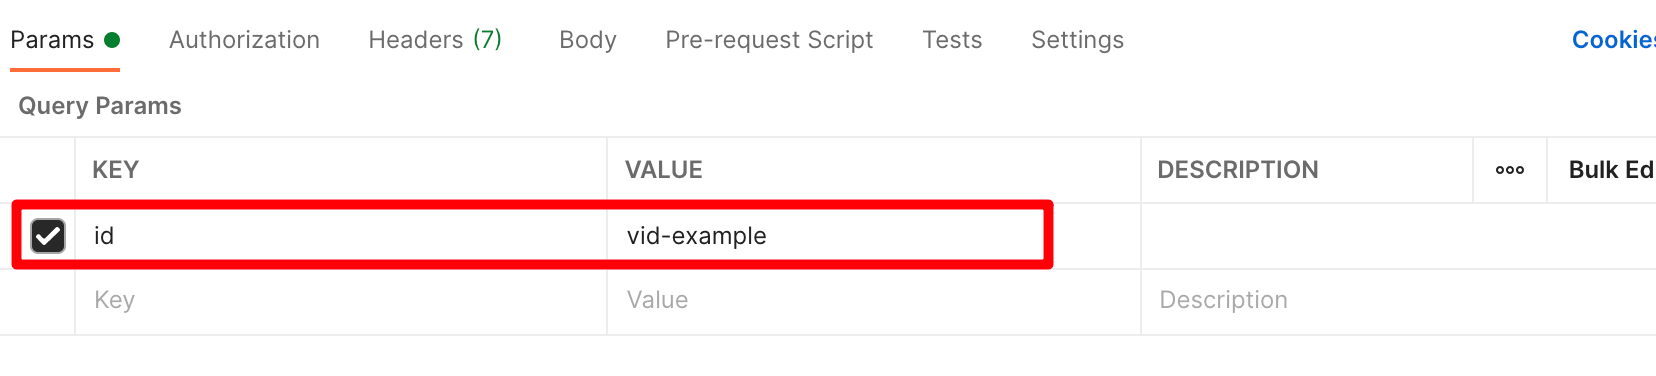 Params Authorization Headers (7) Body Pre-request Script Tests Settings Cookies
Query Params
KEY VALUE DESCRIPTION Bulk Ed
id vid-example
Key Value Description